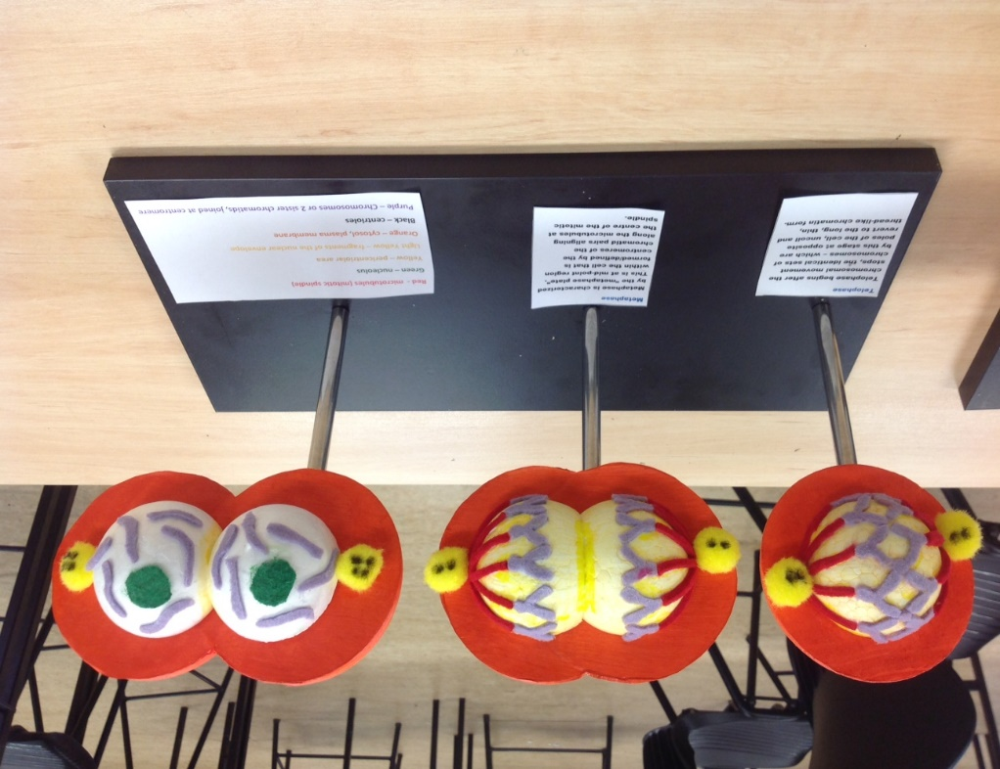 Telophase
Telophase begins after the
chromosomal movement
stops. the identical sets of
chromosomes – which are
by this stage at opposite
poles of the cell, uncoil and
revert to the long, thin,
thread-like chromatin form.
Metaphase
Metaphase is characterized
by the "metaphase plate".
This is at mid-point region
within the cell that is
formed/defined by the
centromeres of the
chromatid pairs aligning
along the microtubules at
the centre of the mitotic
spindle.
Red – microtubules (mitotic spindle)
Green – nucleolus
Yellow – pericentriolar area
Light Yellow – fragments of the nuclear envelope
Orange – cytosol, plasma membrane
Black – centrioles
Purple – Chromosomes or 2 sister chromatids, joined at centromere